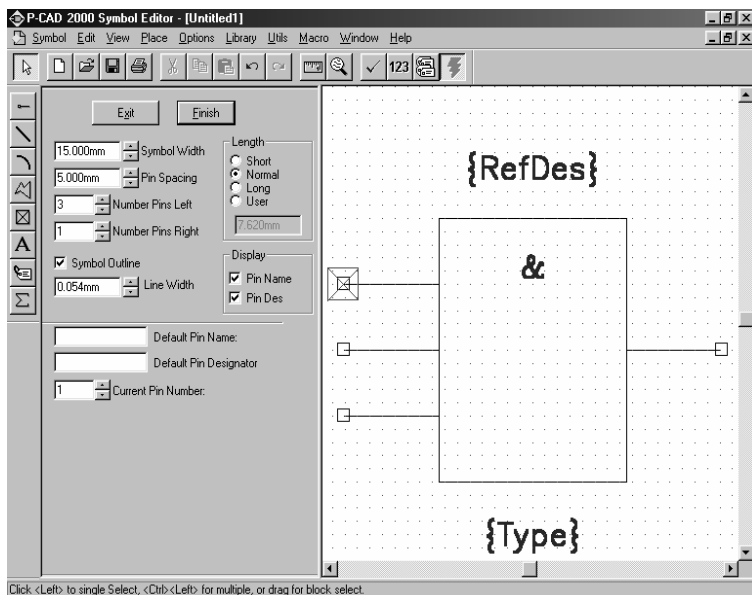 P-CAD 2000 Symbol Editor - [Untitled1]
Symbol Edit View Place Options Library Utils Macro Window Help
123
A
Σ
Exit Finish
15.000mm Symbol Width
5.000mm Pin Spacing
3 Number Pins Left
1 Number Pins Right
Symbol Outline
0.054mm Line Width
Length
Short
Normal
Long
User
7.620mm
Display
Pin Name
Pin Des
Default Pin Name:
Default Pin Designator
1 Current Pin Number:
{RefDes}
&
{Type}
Click <Left> to single Select, <Ctrl><Left> for multiple, or drag for block select.